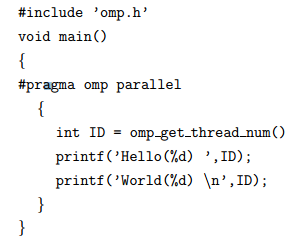 #include ’omp.h’
void main()
{
#pragma omp parallel
{
int ID = omp_get_thread_num()
printf(’Hello(%d) ’,ID);
printf(’World(%d) \n’,ID);
}
}